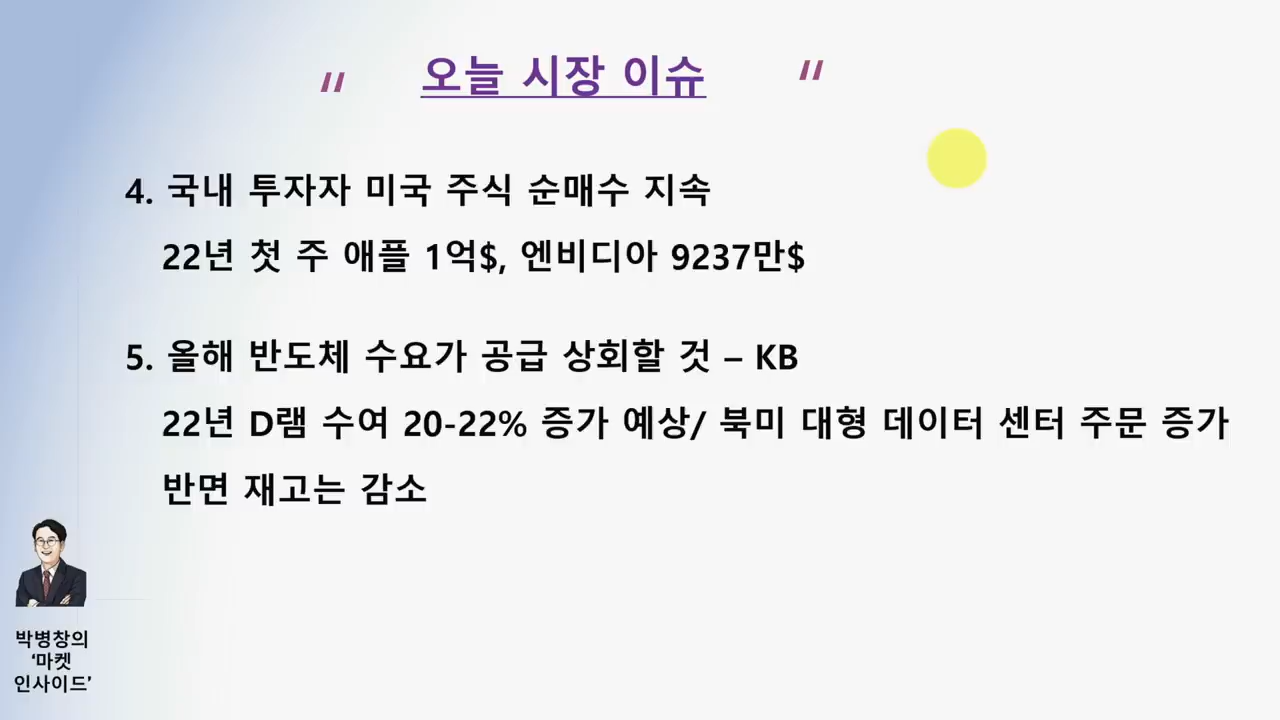 " 오늘 시장 이슈 "
4. 국내 투자자 미국 주식 순매수 지속
22년 첫 주 애플 1억$, 엔비디아 9237만$
5. 올해 반도체 수요가 공급 상회할 것 – KB
22년 D램 수여 20-22% 증가 예상/ 북미 대형 데이터 센터 주문 증가
반면 재고는 감소
박병창의
‘마켓
인사이드’